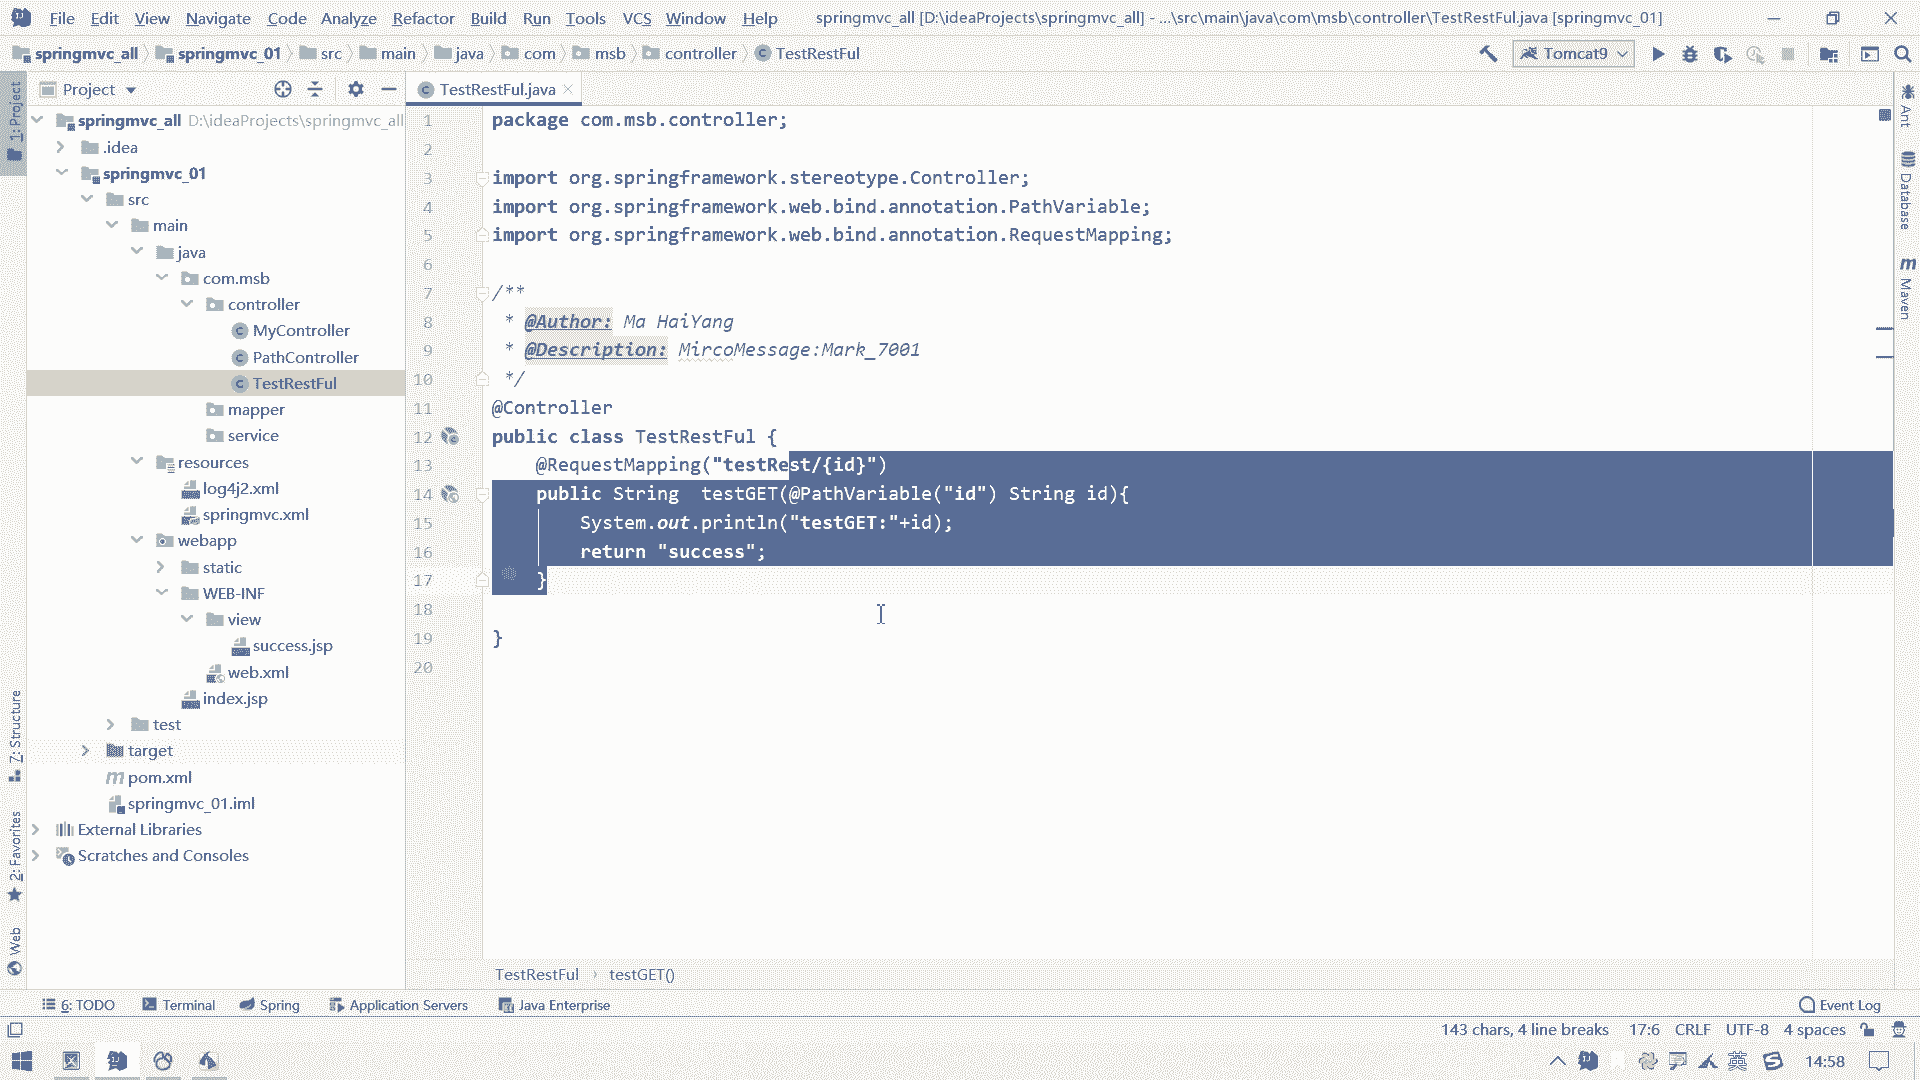 File Edit View Navigate Code Analyze Refactor Build Run Tools VCS Window Help springmvc_all [D:\ideaProjects\springmvc_all] - ...\src\main\java\com\msb\controller\TestRestFul.java [springmvc_01]
springmvc_all springmvc_01 src main java com msb controller TestRestFul Tomcat9
Project
TestRestFul.java
1: Project
springmvc_all D:\ideaProjects\springmvc_all
.idea
springmvc_01
src
main
java
com.msb
controller
MyController
PathController
TestRestFul
mapper
service
resources
log4j2.xml
springmvc.xml
webapp
static
WEB-INF
view
success.jsp
web.xml
index.jsp
test
target
pom.xml
springmvc_01.iml
External Libraries
Scratches and Consoles
7: Structure
2: Favorites
Web
1 package com.msb.controller;
2
3 import org.springframework.stereotype.Controller;
4 import org.springframework.web.bind.annotation.PathVariable;
5 import org.springframework.web.bind.annotation.RequestMapping;
6
7 /**
8 * @Author: Ma HaiYang
9 * @Description: MircoMessage:Mark_7001
10 */
11 @Controller
12 public class TestRestFul {
13 @RequestMapping("testRest/{id}")
14 public String testGET(@PathVariable("id") String id){
15 System.out.println("testGET:"+id);
16 return "success";
17 }
18
19 }
20
Ant
Database
Maven
TestRestFul › testGET()
6: TODO Terminal Spring Application Servers Java Enterprise Event Log
143 chars, 4 line breaks 17:6 CRLF UTF-8 4 spaces
英 14:58